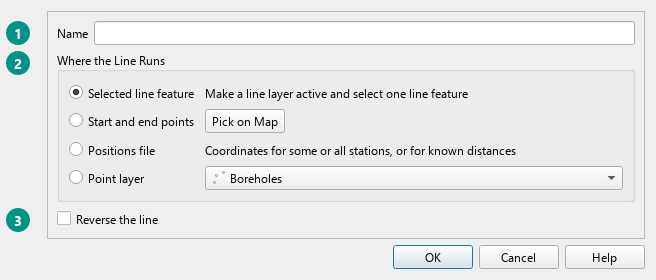 1 Name
2 Where the Line Runs
Selected line feature Make a line layer active and select one line feature
Start and end points Pick on Map
Positions file Coordinates for some or all stations, or for known distances
Point layer Boreholes
3 Reverse the line
OK Cancel Help